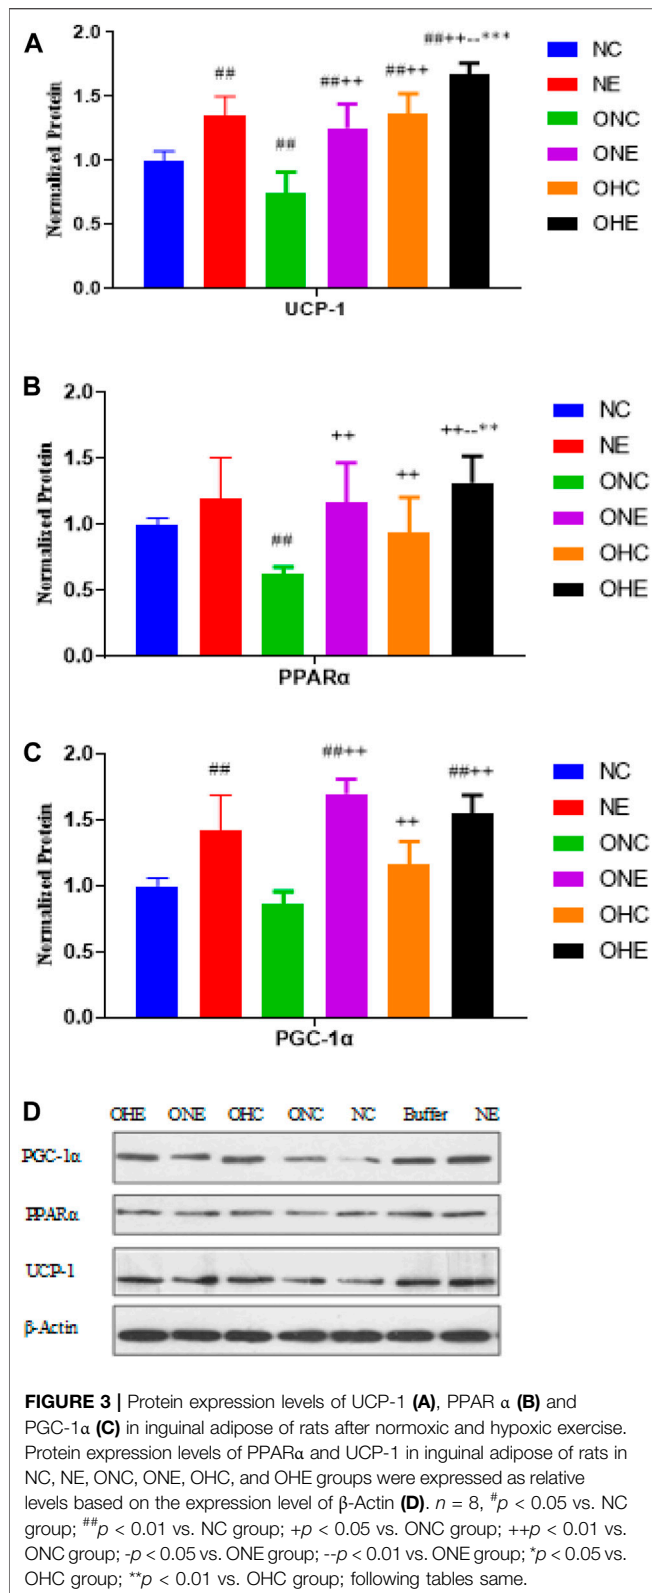 A
Normalized Protein
2.0
1.5
1.0
0.5
0.0
##
##
##++
##++
##++--***
UCP-1
NC
NE
ONC
ONE
OHC
OHE
B
Normalized Protein
2.0
1.5
1.0
0.5
0.0
##
++
++
++--**
PPARα
NC
NE
ONC
ONE
OHC
OHE
C
Normalized Protein
2.0
1.5
1.0
0.5
0.0
##
##++
++
##++
PGC-1α
NC
NE
ONC
ONE
OHC
OHE
D
OHE ONE OHC ONC NC Buffer NE
PGC-1α
PPARα
UCP-1
β-Actin
FIGURE 3 | Protein expression levels of UCP-1 (A), PPAR α (B) and
PGC-1α (C) in inguinal adipose of rats after normoxic and hypoxic exercise.
Protein expression levels of PPARα and UCP-1 in inguinal adipose of rats in
NC, NE, ONC, ONE, OHC, and OHE groups were expressed as relative
levels based on the expression level of β-Actin (D). n = 8, #p < 0.05 vs. NC
group; ##p < 0.01 vs. NC group; +p < 0.05 vs. ONC group; ++p < 0.01 vs.
ONC group; -p < 0.05 vs. ONE group; --p < 0.01 vs. ONE group; *p < 0.05 vs.
OHC group; **p < 0.01 vs. OHC group; following tables same.